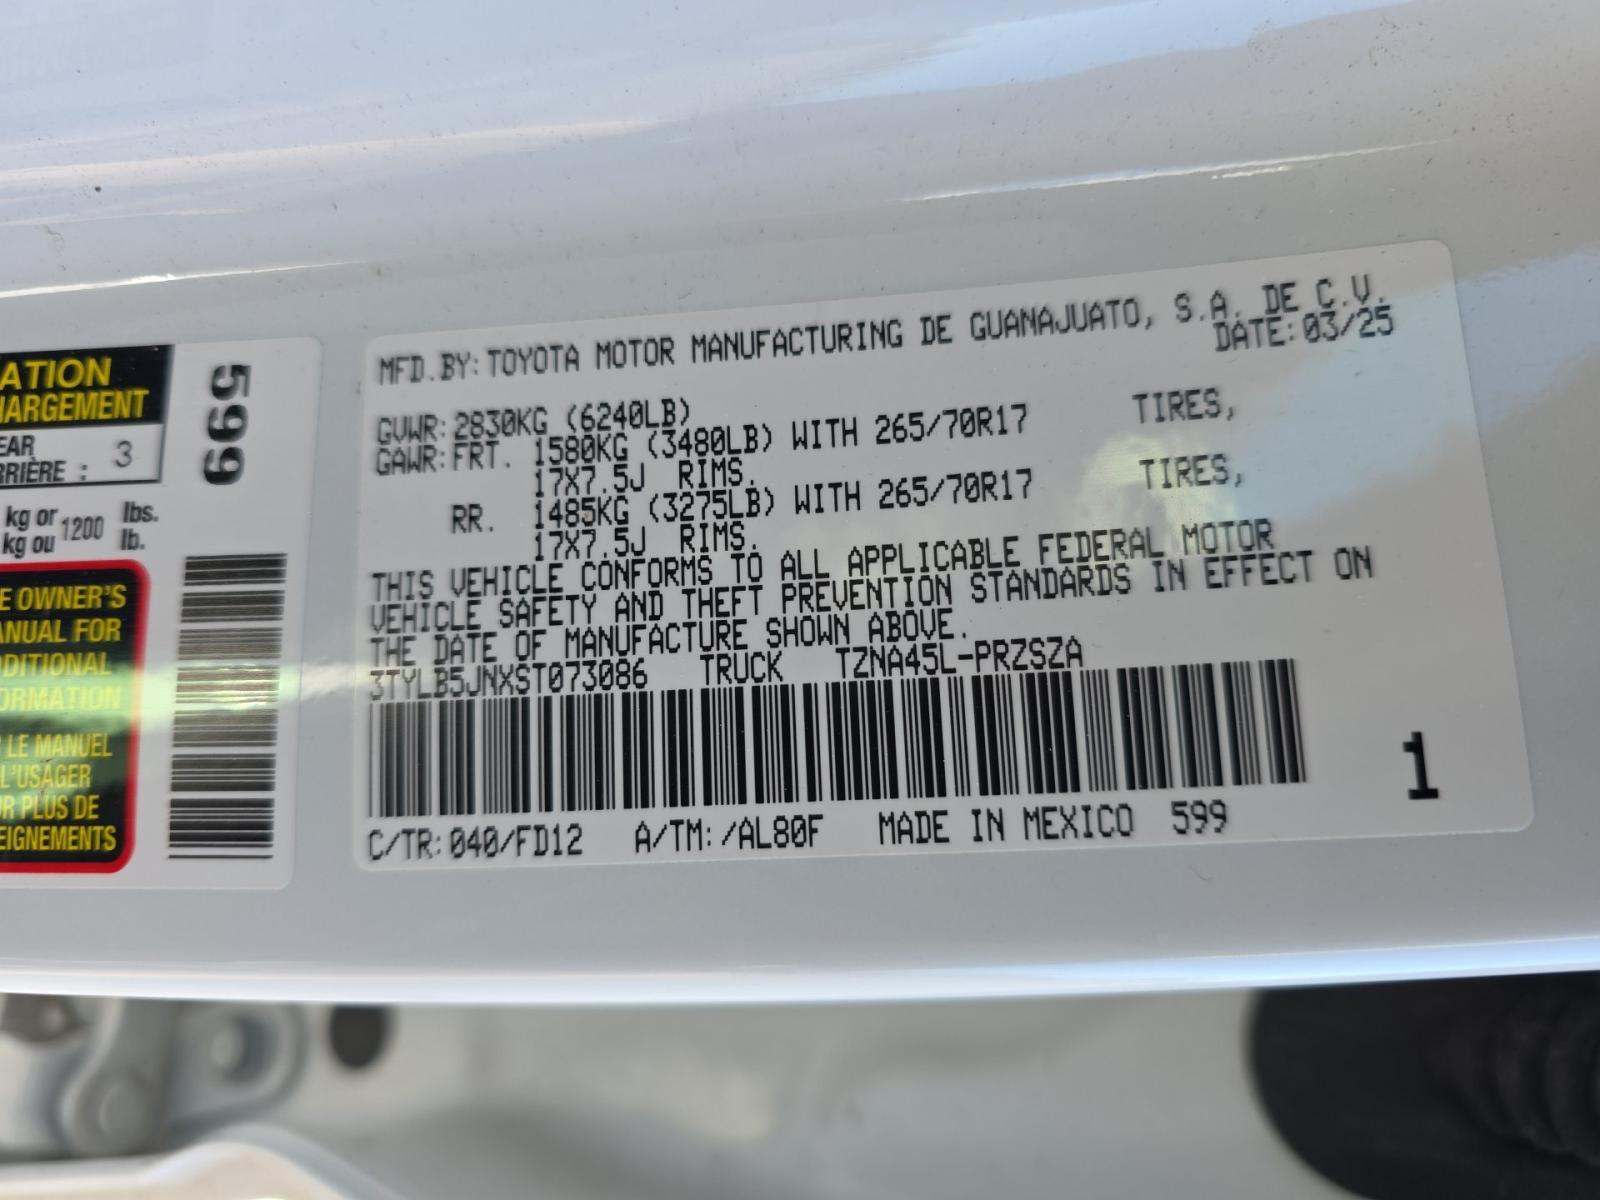 ATION
HARGEMENT
EAR
RRIÈRE : 3
kg or 1200 lbs.
kg ou lb.
E OWNER'S
ANUAL FOR
DDITIONAL
ORMATION
LE MANUEL
L'USAGER
UR PLUS DE
EIGNEMENTS
599
MFD.BY: TOYOTA MOTOR MANUFACTURING DE GUANAJUATO, S.A. DE C.V.
DATE: 03/25
GVWR: 2830KG (6240LB)
GAWR: FRT. 1580KG (3480LB) WITH 265/70R17 TIRES,
17X7.5J RIMS.
RR. 1485KG (3275LB) WITH 265/70R17 TIRES,
17X7.5J RIMS.
THIS VEHICLE CONFORMS TO ALL APPLICABLE FEDERAL MOTOR
VEHICLE SAFETY AND THEFT PREVENTION STANDARDS IN EFFECT ON
THE DATE OF MANUFACTURE SHOWN ABOVE.
3TYLB5JNXST073086 TRUCK TZNA45L-PRZSZA
1
C/TR: 040/FD12 A/TM: /AL80F MADE IN MEXICO 599